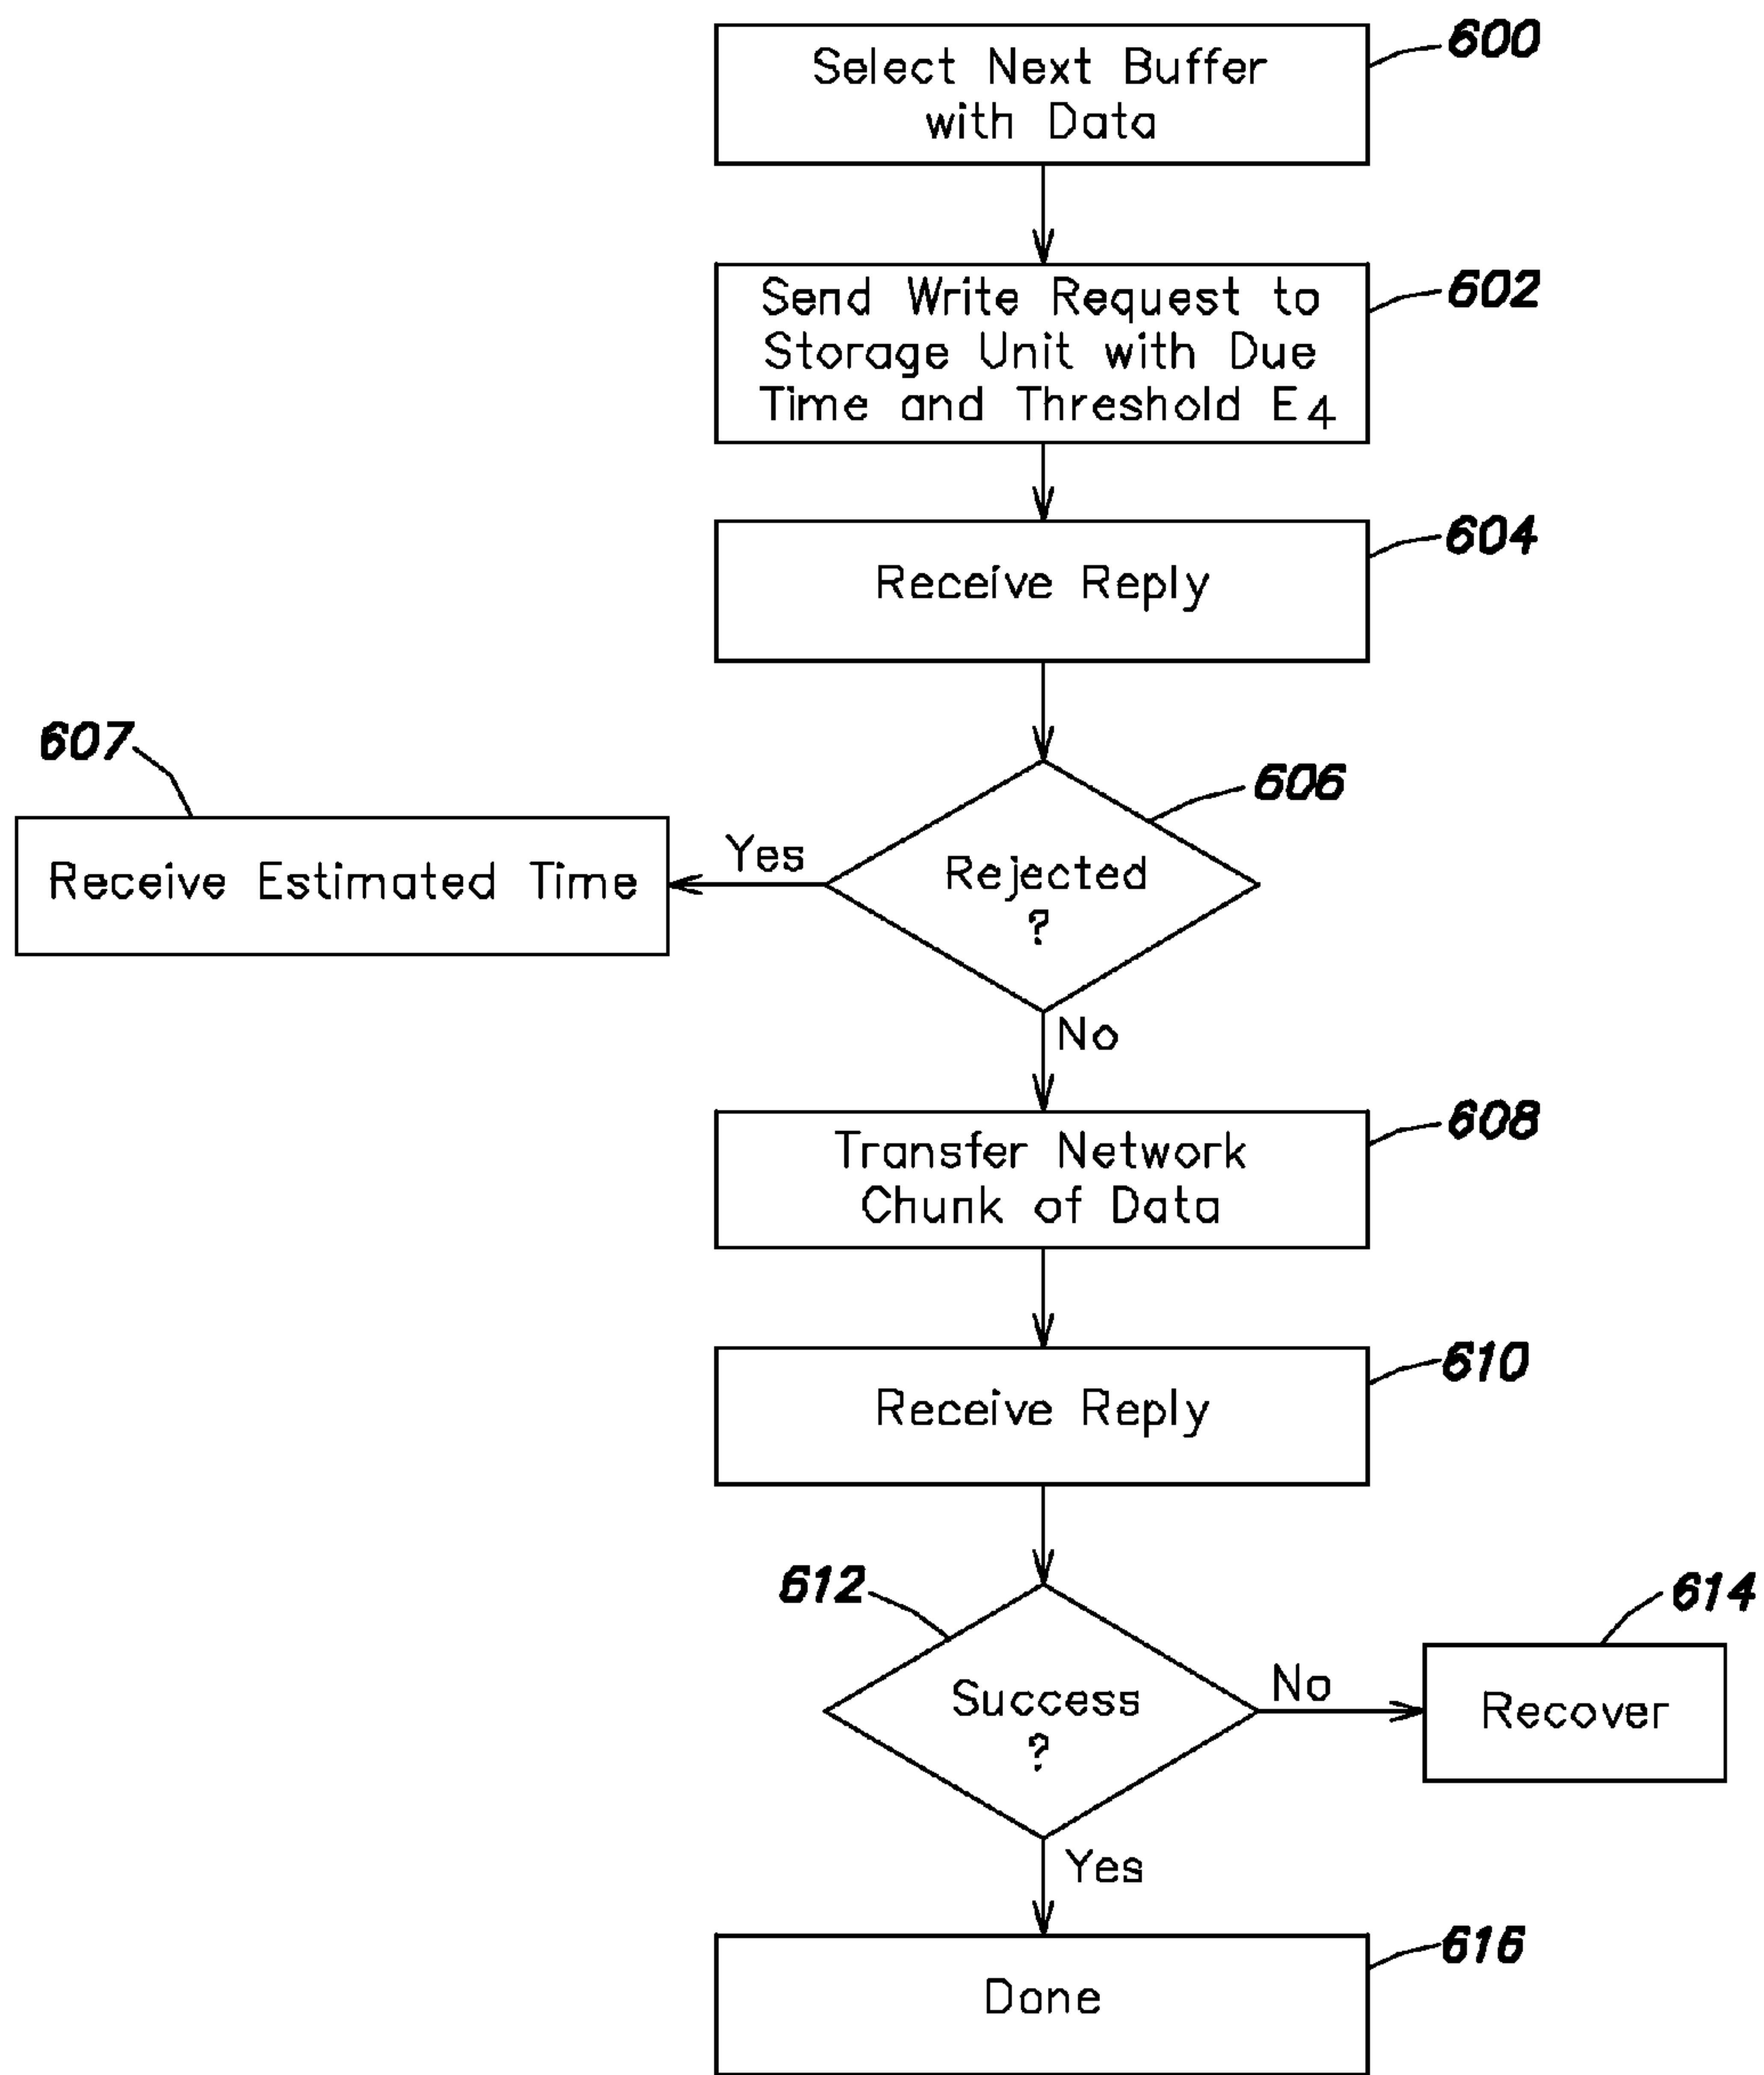 600
Select Next Buffer
with Data
602
Send Write Request to
Storage Unit with Due
Time and Threshold E4
604
Receive Reply
607
606
Receive Estimated Time
Yes
Rejected
?
No
608
Transfer Network
Chunk of Data
610
Receive Reply
612
614
Success
?
No
Recover
Yes
616
Done